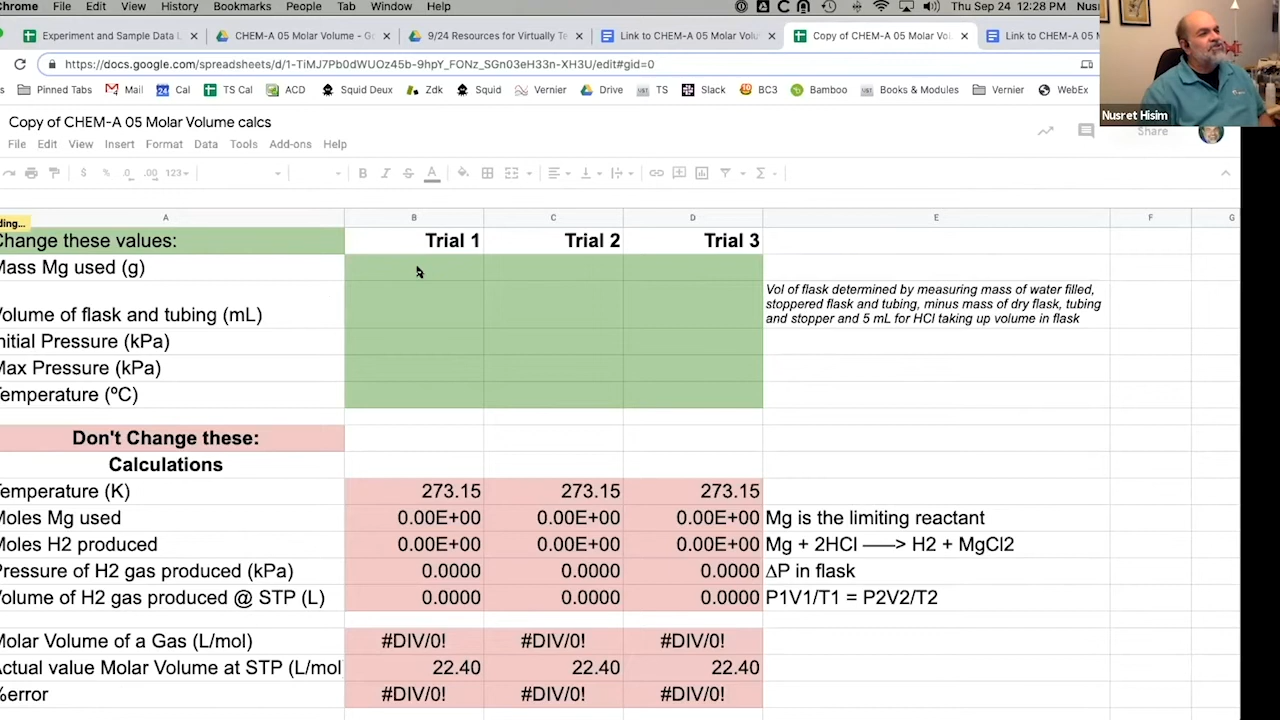 Chrome File Edit View History Bookmarks People Tab Window Help Thu Sep 24 12:28 PM Nus
Experiment and Sample Data CHEM-A 05 Molar Volume - Go 9/24 Resources for Virtually Te Link to CHEM-A 05 Molar Volu Copy of CHEM-A 05 Molar Vol Link to CHEM-A 05 M
https://docs.google.com/spreadsheets/d/1-TiMJ7Pb0dWUOz45b-9hpY_FONz_SGn03eH33n-XH3U/edit#gid=0
Pinned Tabs Mail Cal TS Cal ACD Squid Deux Zdk Squid Vernier Drive TS Slack BC3 Bamboo Books & Modules Vernier WebEx
Nusret Hisim
Copy of CHEM-A 05 Molar Volume calcs
Share
File Edit View Insert Format Data Tools Add-ons Help
$ % .0 .00 123 B I S A
ding...
A B C D E F G
Change these values: Trial 1 Trial 2 Trial 3
Mass Mg used (g)
Vol of flask determined by measuring mass of water filled,
stoppered flask and tubing, minus mass of dry flask, tubing
and stopper and 5 mL for HCl taking up volume in flask
Volume of flask and tubing (mL)
nitial Pressure (kPa)
Max Pressure (kPa)
Temperature (ºC)
Don't Change these:
Calculations
Temperature (K) 273.15 273.15 273.15
Moles Mg used 0.00E+00 0.00E+00 0.00E+00 Mg is the limiting reactant
Moles H2 produced 0.00E+00 0.00E+00 0.00E+00 Mg + 2HCl ——> H2 + MgCl2
Pressure of H2 gas produced (kPa) 0.0000 0.0000 0.0000 ∆P in flask
Volume of H2 gas produced @ STP (L) 0.0000 0.0000 0.0000 P1V1/T1 = P2V2/T2
Molar Volume of a Gas (L/mol) #DIV/0! #DIV/0! #DIV/0!
Actual value Molar Volume at STP (L/mol 22.40 22.40 22.40
%error #DIV/0! #DIV/0! #DIV/0!